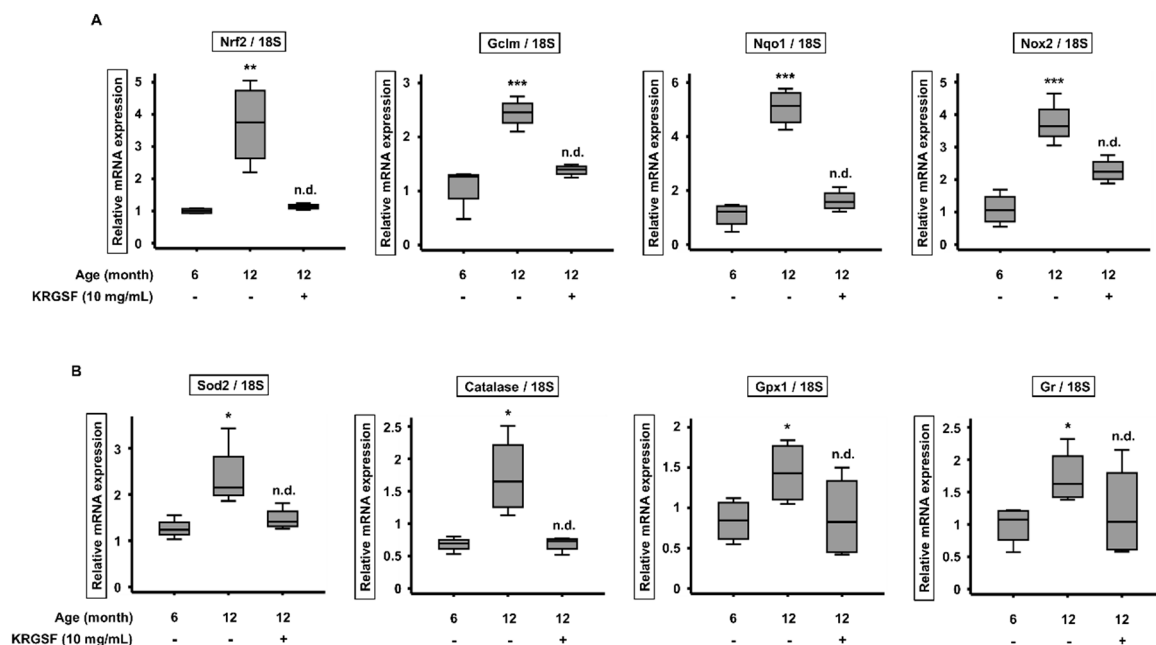 A
Nrf2 / 18S
Gclm / 18S
Nqo1 / 18S
Nox2 / 18S
Relative mRNA expression
5
4
3
2
1
0
**
n.d.
Relative mRNA expression
3
2
1
0
***
n.d.
Relative mRNA expression
6
4
2
0
***
n.d.
Relative mRNA expression
5
4
3
2
1
0
***
n.d.
Age (month) 6 12 12 6 12 12 6 12 12 6 12 12
KRGSF (10 mg/mL) - - + - - + - - + - - +
B
Sod2 / 18S
Catalase / 18S
Gpx1 / 18S
Gr / 18S
Relative mRNA expression
3
2
1
*
n.d.
Relative mRNA expression
2.5
2
1.5
1
0.5
0
*
n.d.
Relative mRNA expression
2
1.5
1
0.5
0
*
n.d.
Relative mRNA expression
2.5
2
1.5
1
0.5
0
*
n.d.
Age (month) 6 12 12 6 12 12 6 12 12 6 12 12
KRGSF (10 mg/mL) - - + - - + - - + - - +